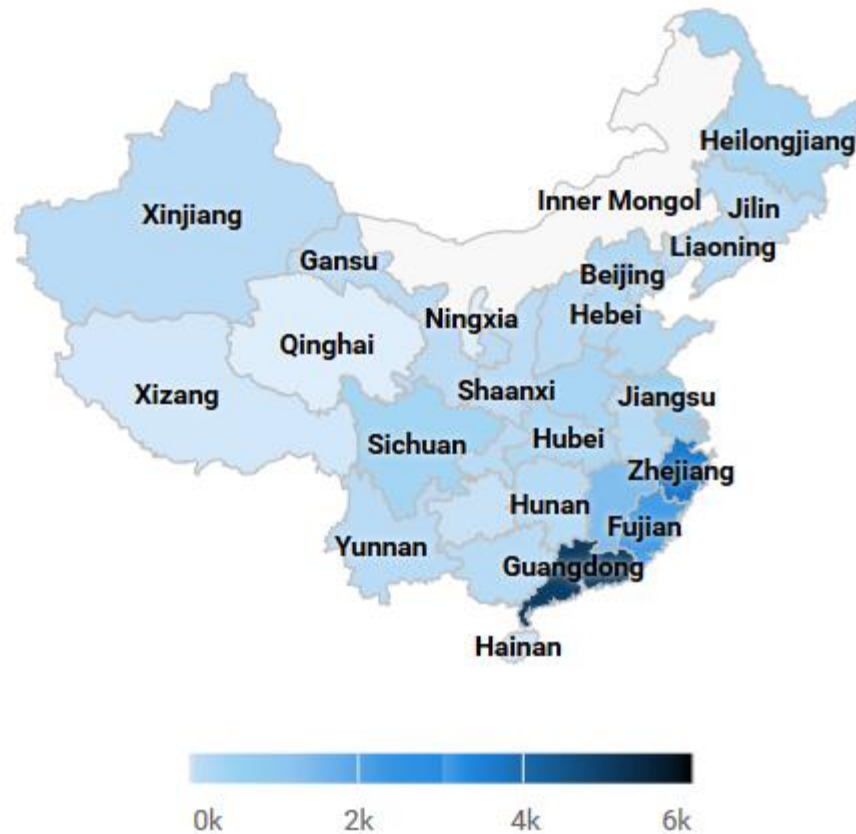 Heilongjiang
Inner Mongol
Jilin
Xinjiang
Liaoning
Gansu
Beijing
Ningxia
Hebei
Qinghai
Shaanxi
Xizang
Jiangsu
Sichuan
Hubei
Zhejiang
Hunan
Fujian
Yunnan
Guangdong
Hainan
0k 2k 4k 6k